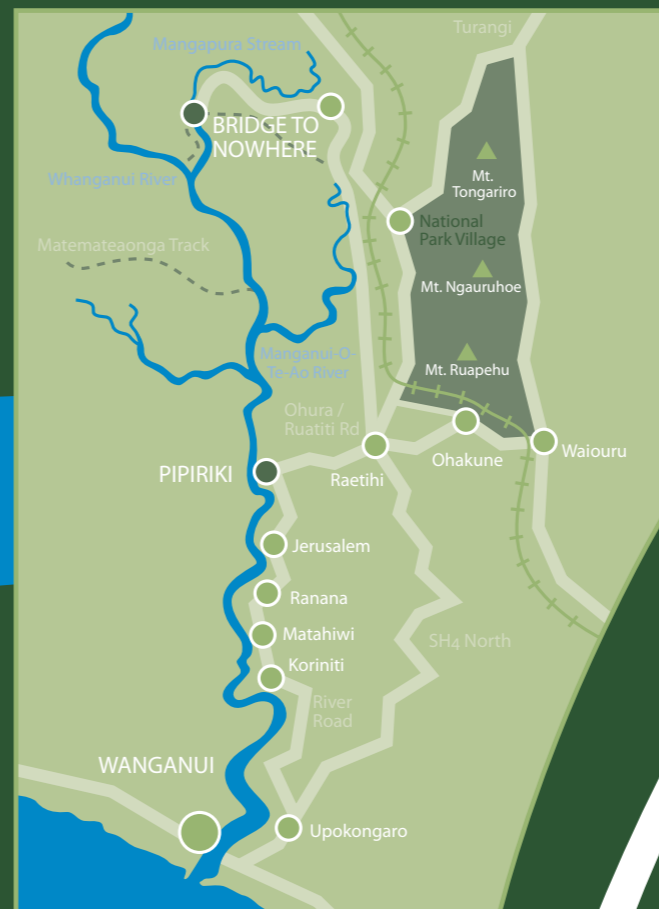 Turangi
Mangapura Stream
BRIDGE TO
NOWHERE
Mt.
Tongariro
Whanganui River
National
Park Village
Matemateaonga Track
Mt. Ngauruhoe
Manganui-O-
Te-Ao River
Mt. Ruapehu
Ohura /
Ruatiti Rd
Waiouru
Ohakune
PIPIRIKI
Raetihi
Jerusalem
Ranana
Matahiwi
SH4 North
Koriniti
River
Road
WANGANUI
Upokongaro